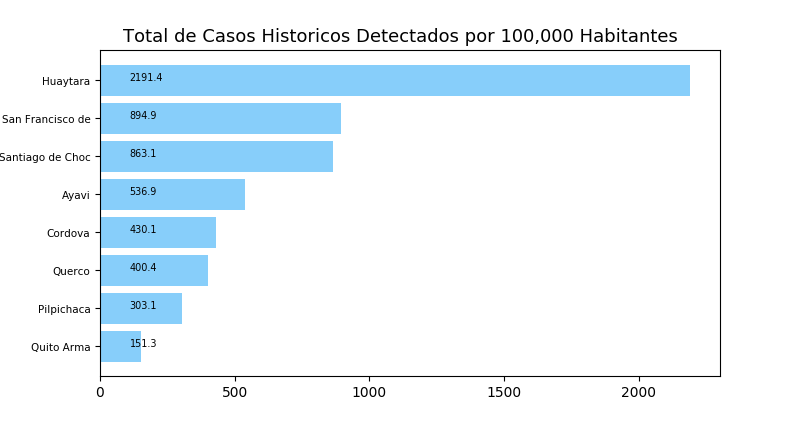 Total de Casos Historicos Detectados por 100,000 Habitantes
Huaytara 2191.4
San Francisco de 894.9
Santiago de Choc 863.1
Ayavi 536.9
Cordova 430.1
Querco 400.4
Pilpichaca 303.1
Quito Arma 151.3
0 500 1000 1500 2000